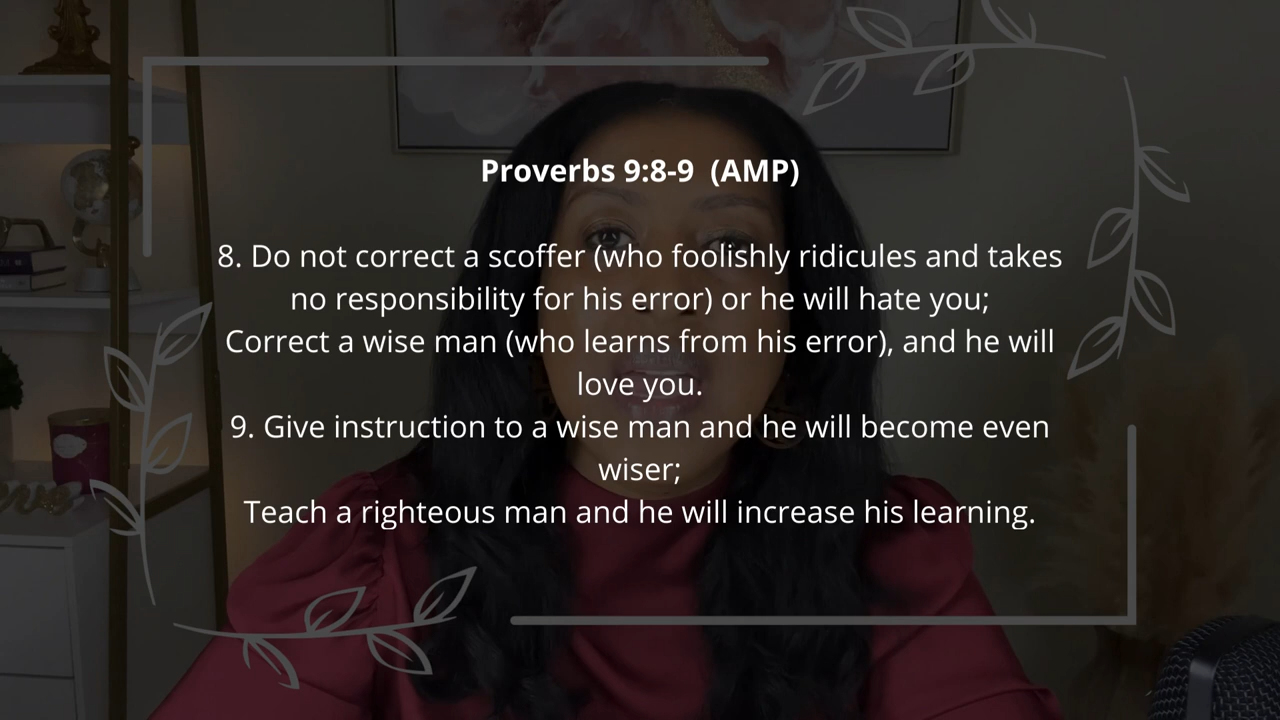 Proverbs 9:8-9 (AMP)
8. Do not correct a scoffer (who foolishly ridicules and takes
no responsibility for his error) or he will hate you;
Correct a wise man (who learns from his error), and he will
love you.
9. Give instruction to a wise man and he will become even
wiser;
Teach a righteous man and he will increase his learning.